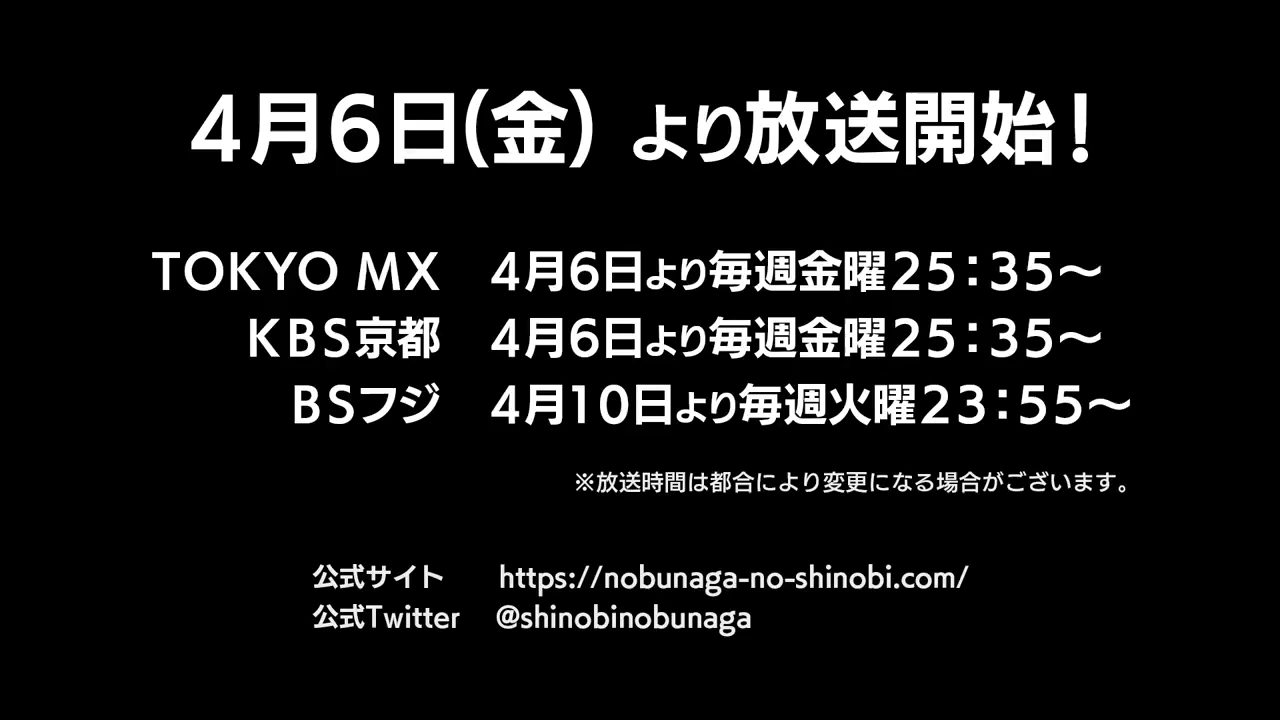 4月6日(金) より放送開始!
TOKYO MX 4月6日より毎週金曜25:35～
KBS京都 4月6日より毎週金曜25:35～
BSフジ 4月10日より毎週火曜23:55～
※放送時間は都合により変更になる場合がございます。
公式サイト https://nobunaga-no-shinobi.com/
公式Twitter @shinobinobunaga